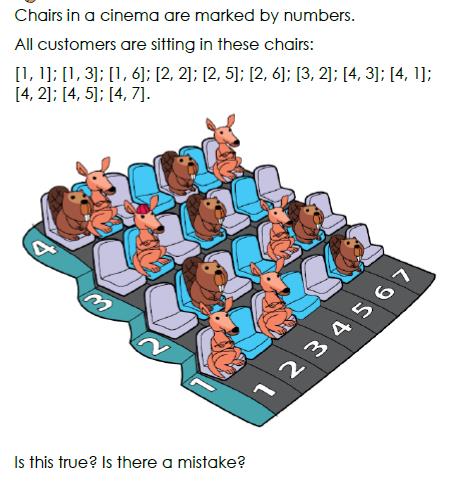 Chairs in a cinema are marked by numbers.
All customers are sitting in these chairs:
[1, 1]; [1, 3]; [1, 6]; [2, 2]; [2, 5]; [2, 6]; [3, 2]; [4, 3]; [4, 1];
[4, 2]; [4, 5]; [4, 7].
4
3
2
1
1 2 3 4 5 6 7
Is this true? Is there a mistake?